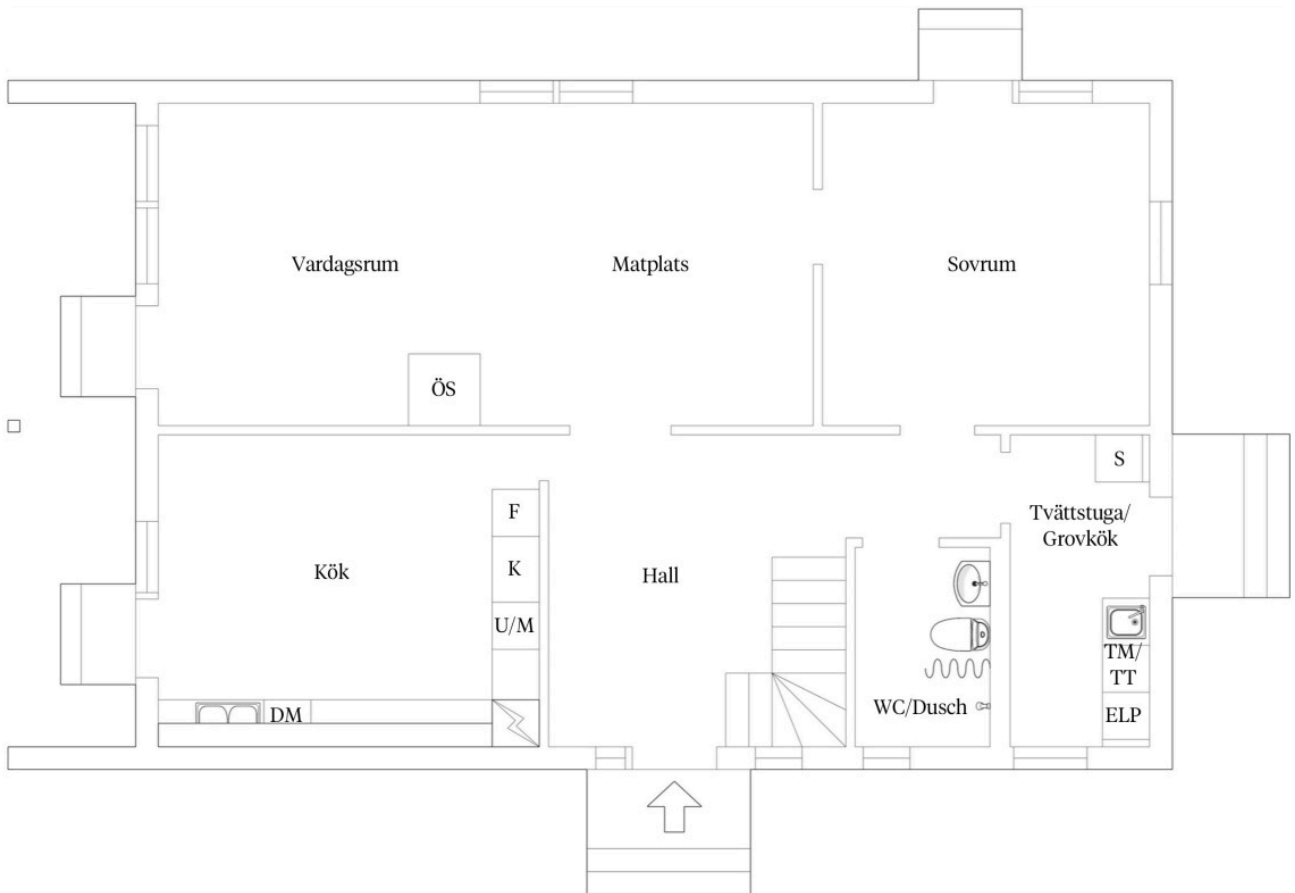 Vardagsrum
Matplats
Sovrum
ÖS
S
F
Tvättstuga/
Grovkök
Kök
K
Hall
U/M
TM/
TT
WC/Dusch
DM
ELP